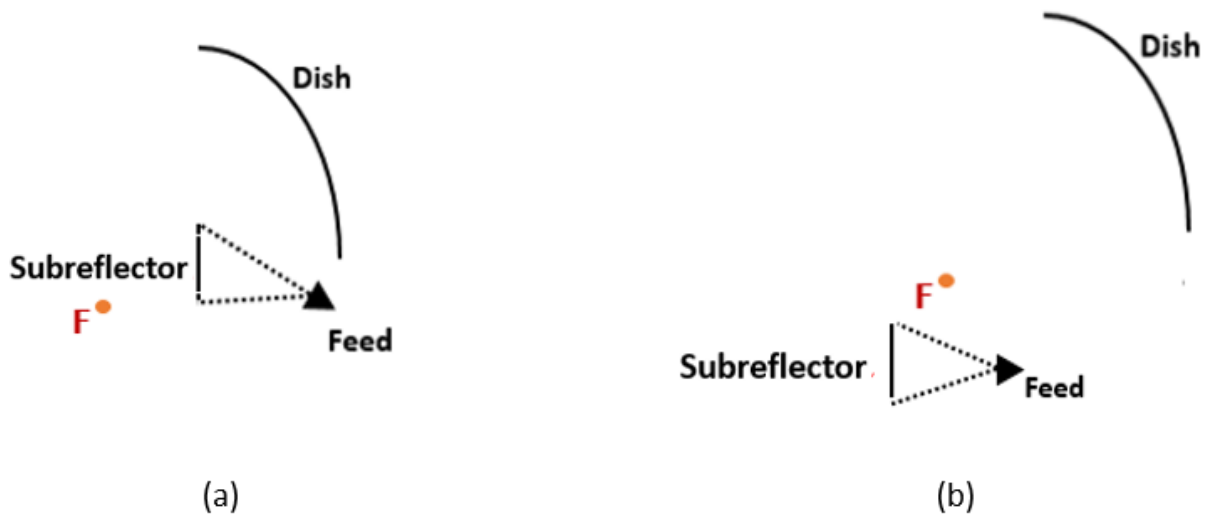 Dish
Subreflector
F
Feed
(a)
Dish
F
Subreflector
Feed
(b)